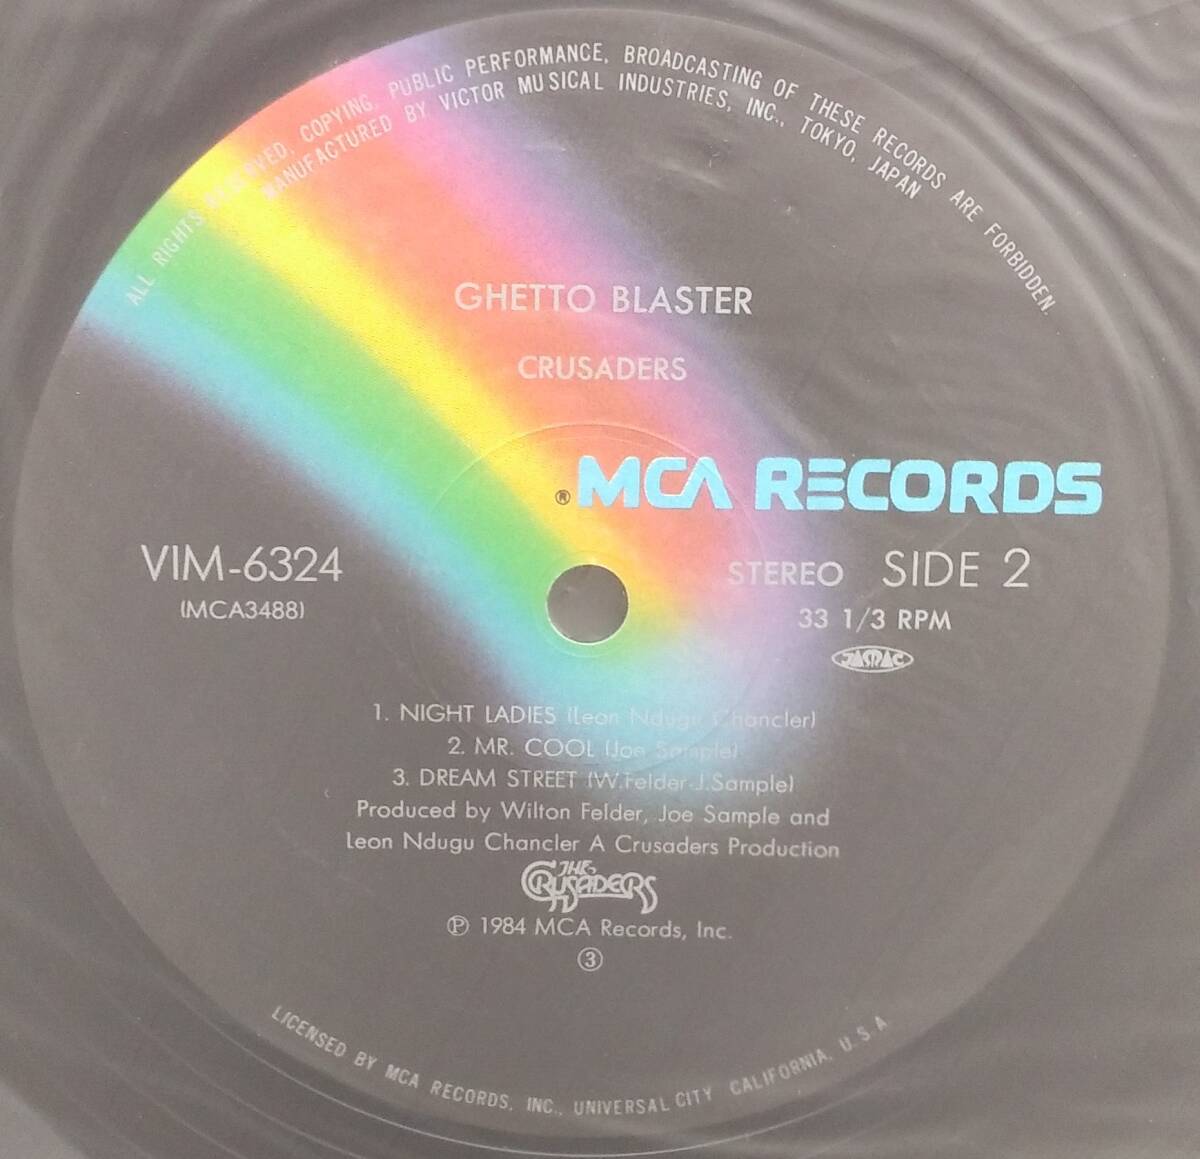 ALL RIGHTS RESERVED. COPYING, PUBLIC PERFORMANCE, BROADCASTING OF THESE RECORDS ARE FORBIDDEN.
MANUFACTURED BY VICTOR MUSICAL INDUSTRIES, INC., TOKYO, JAPAN
GHETTO BLASTER
CRUSADERS
® MCA RECORDS
VIM-6324
(MCA3488)
STEREO SIDE 2
33 1/3 RPM
JASRAC
1. NIGHT LADIES (Leon Ndugu Chancler)
2. MR. COOL (Joe Sample)
3. DREAM STREET (W.Felder-J.Sample)
Produced by Wilton Felder, Joe Sample and
Leon Ndugu Chancler A Crusaders Production
THE CRUSADERS
℗ 1984 MCA Records, Inc.
③
LICENSED BY MCA RECORDS, INC., UNIVERSAL CITY CALIFORNIA, U.S.A